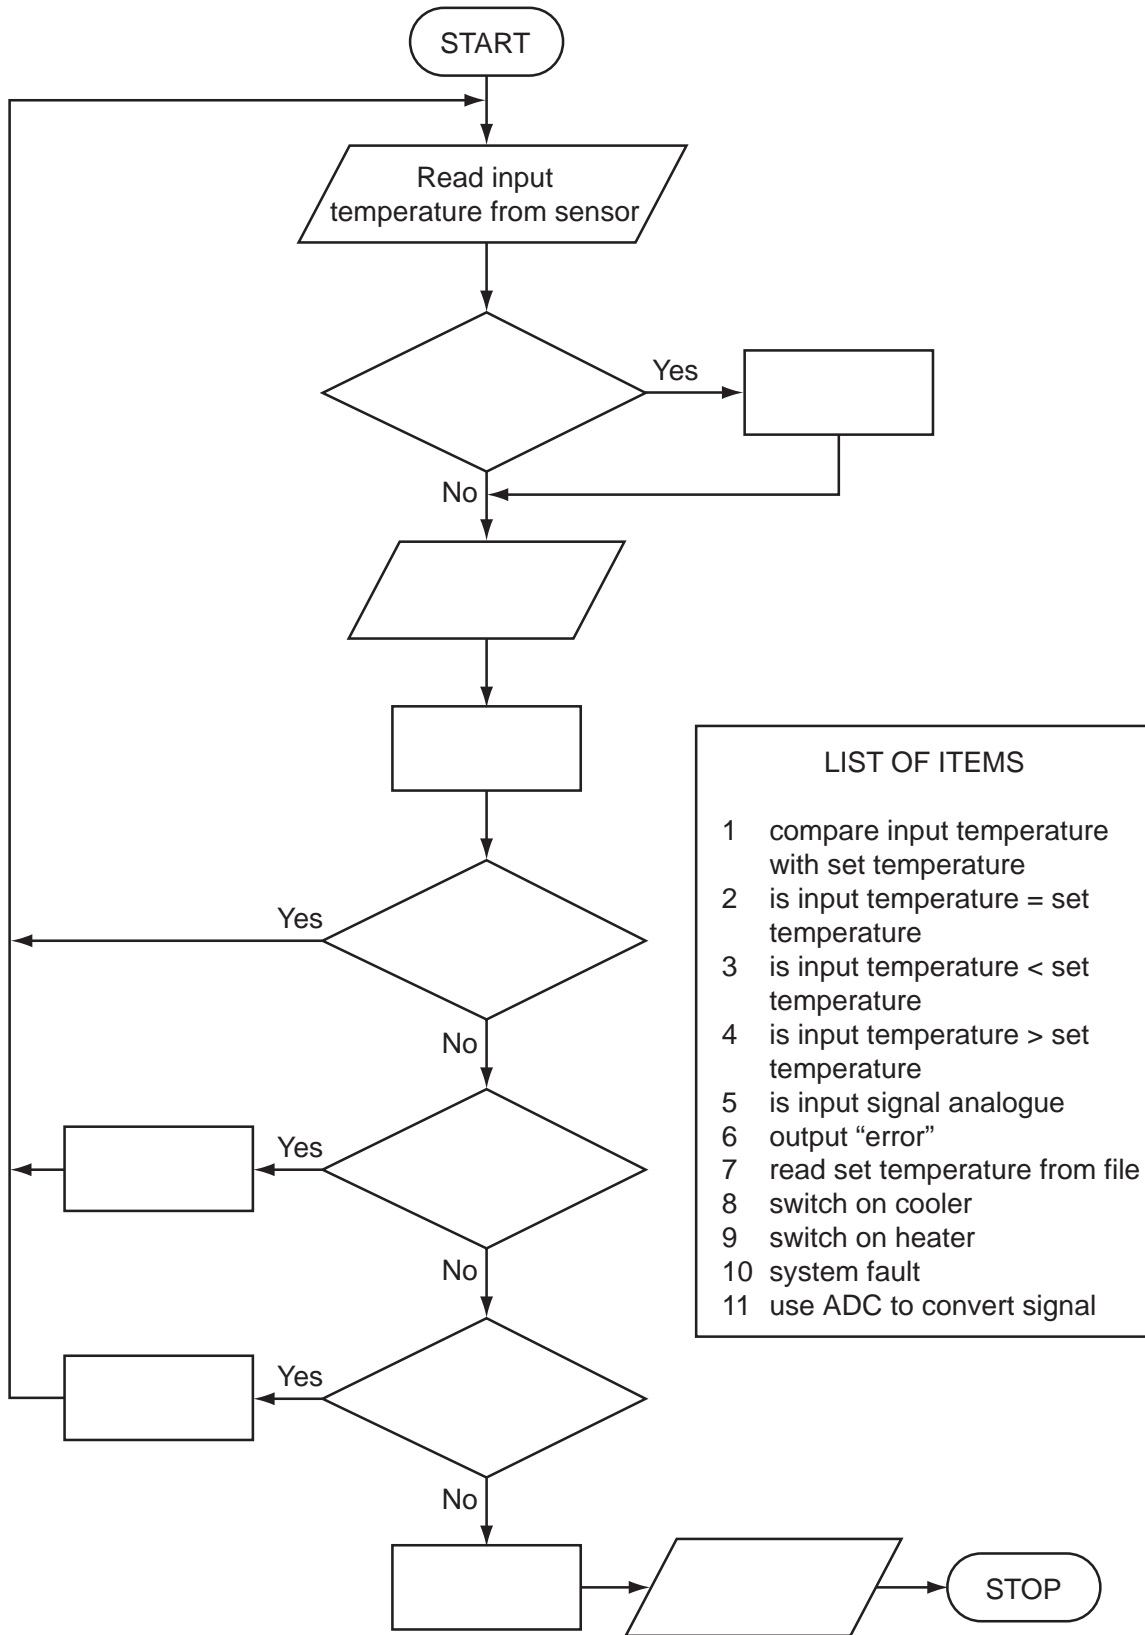 START
Read input
temperature from sensor
Yes
No
Yes
No
Yes
No
Yes
No
STOP
LIST OF ITEMS
1 compare input temperature
with set temperature
2 is input temperature = set
temperature
3 is input temperature < set
temperature
4 is input temperature > set
temperature
5 is input signal analogue
6 output “error”
7 read set temperature from file
8 switch on cooler
9 switch on heater
10 system fault
11 use ADC to convert signal